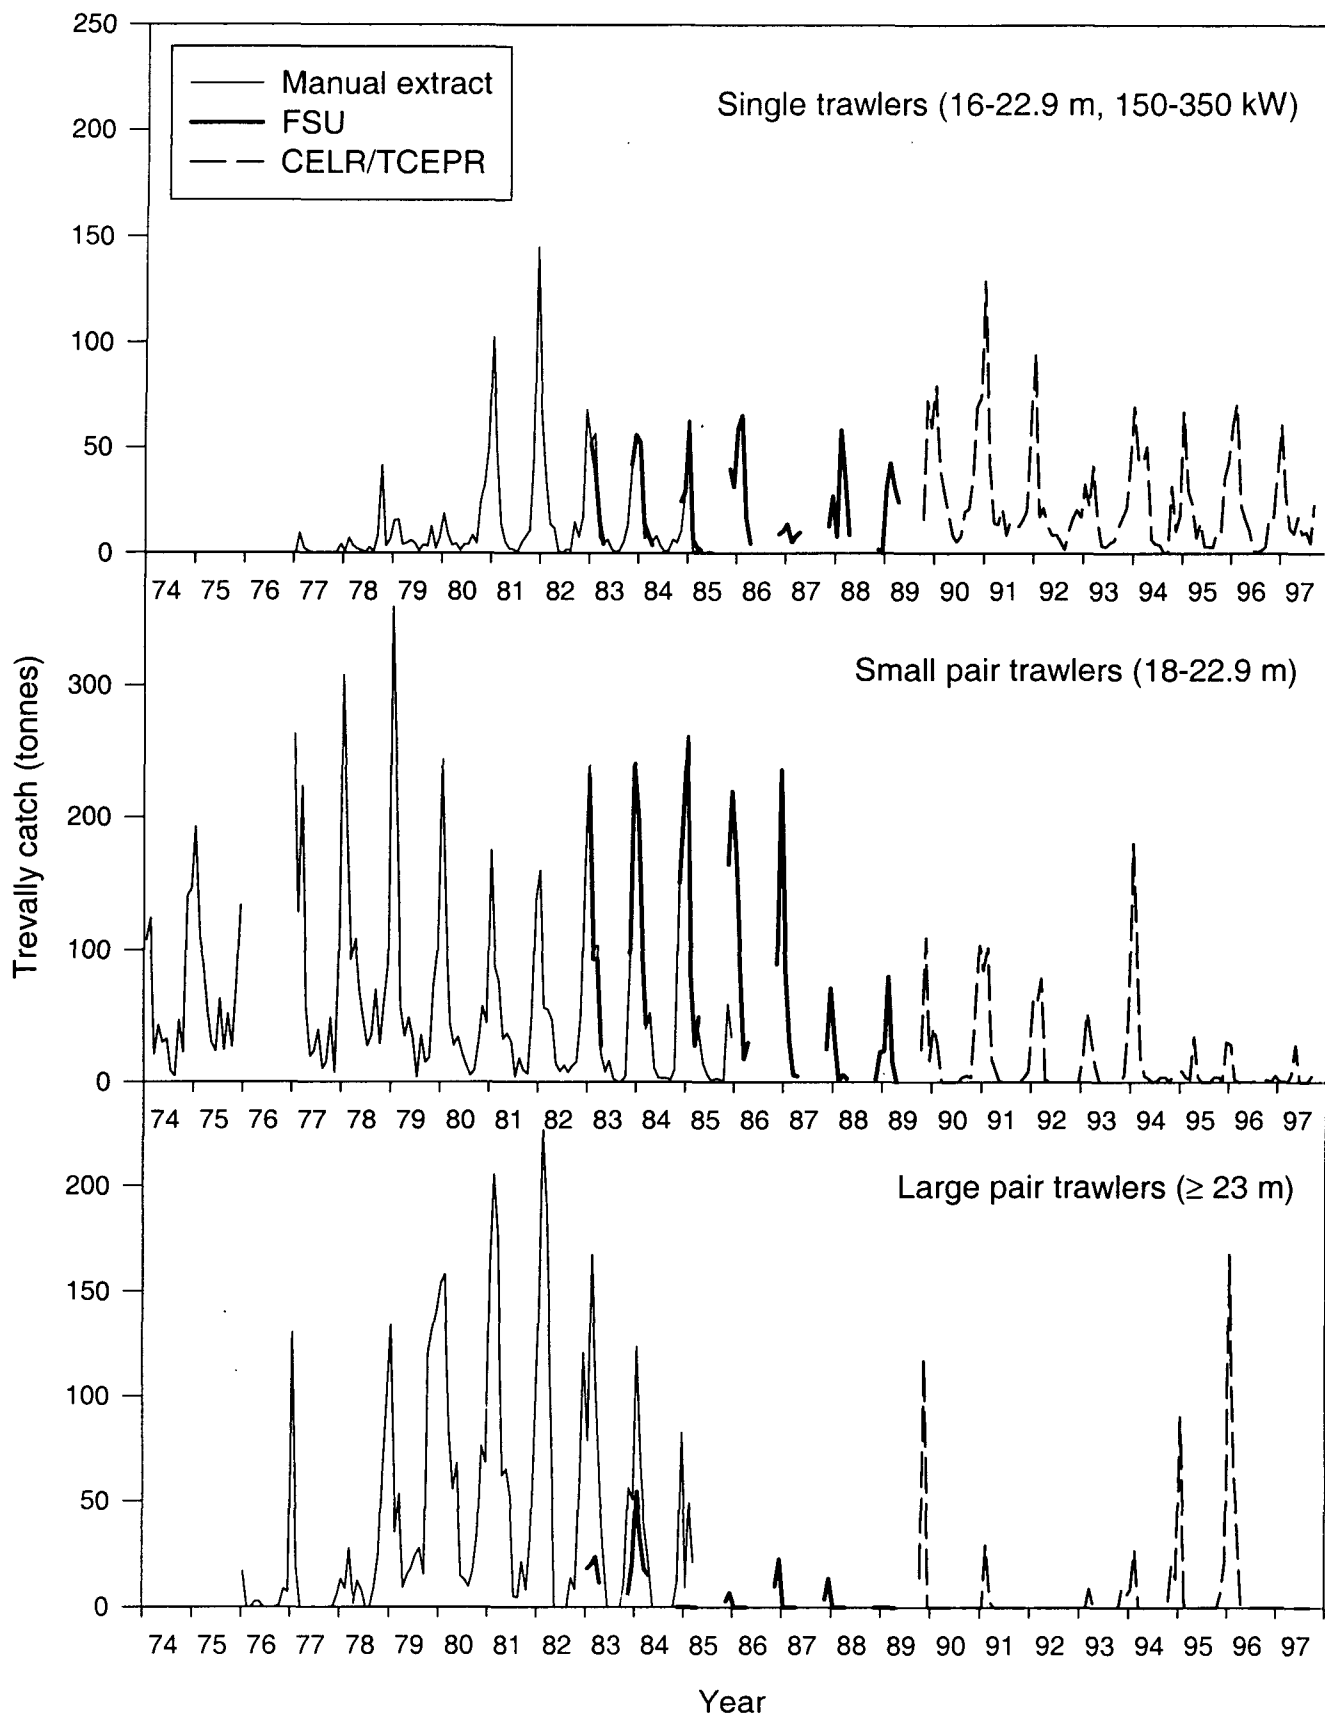 250
200
150
100
50
0
Manual extract
FSU
CELR/TCEPR
Single trawlers (16-22.9 m, 150-350 kW)
74 75 76 77 78 79 80 81 82 83 84 85 86 87 88 89 90 91 92 93 94 95 96 97
Trevally catch (tonnes)
300
200
100
0
Small pair trawlers (18-22.9 m)
74 75 76 77 78 79 80 81 82 83 84 85 86 87 88 89 90 91 92 93 94 95 96 97
200
150
100
50
0
Large pair trawlers (≥ 23 m)
74 75 76 77 78 79 80 81 82 83 84 85 86 87 88 89 90 91 92 93 94 95 96 97
Year